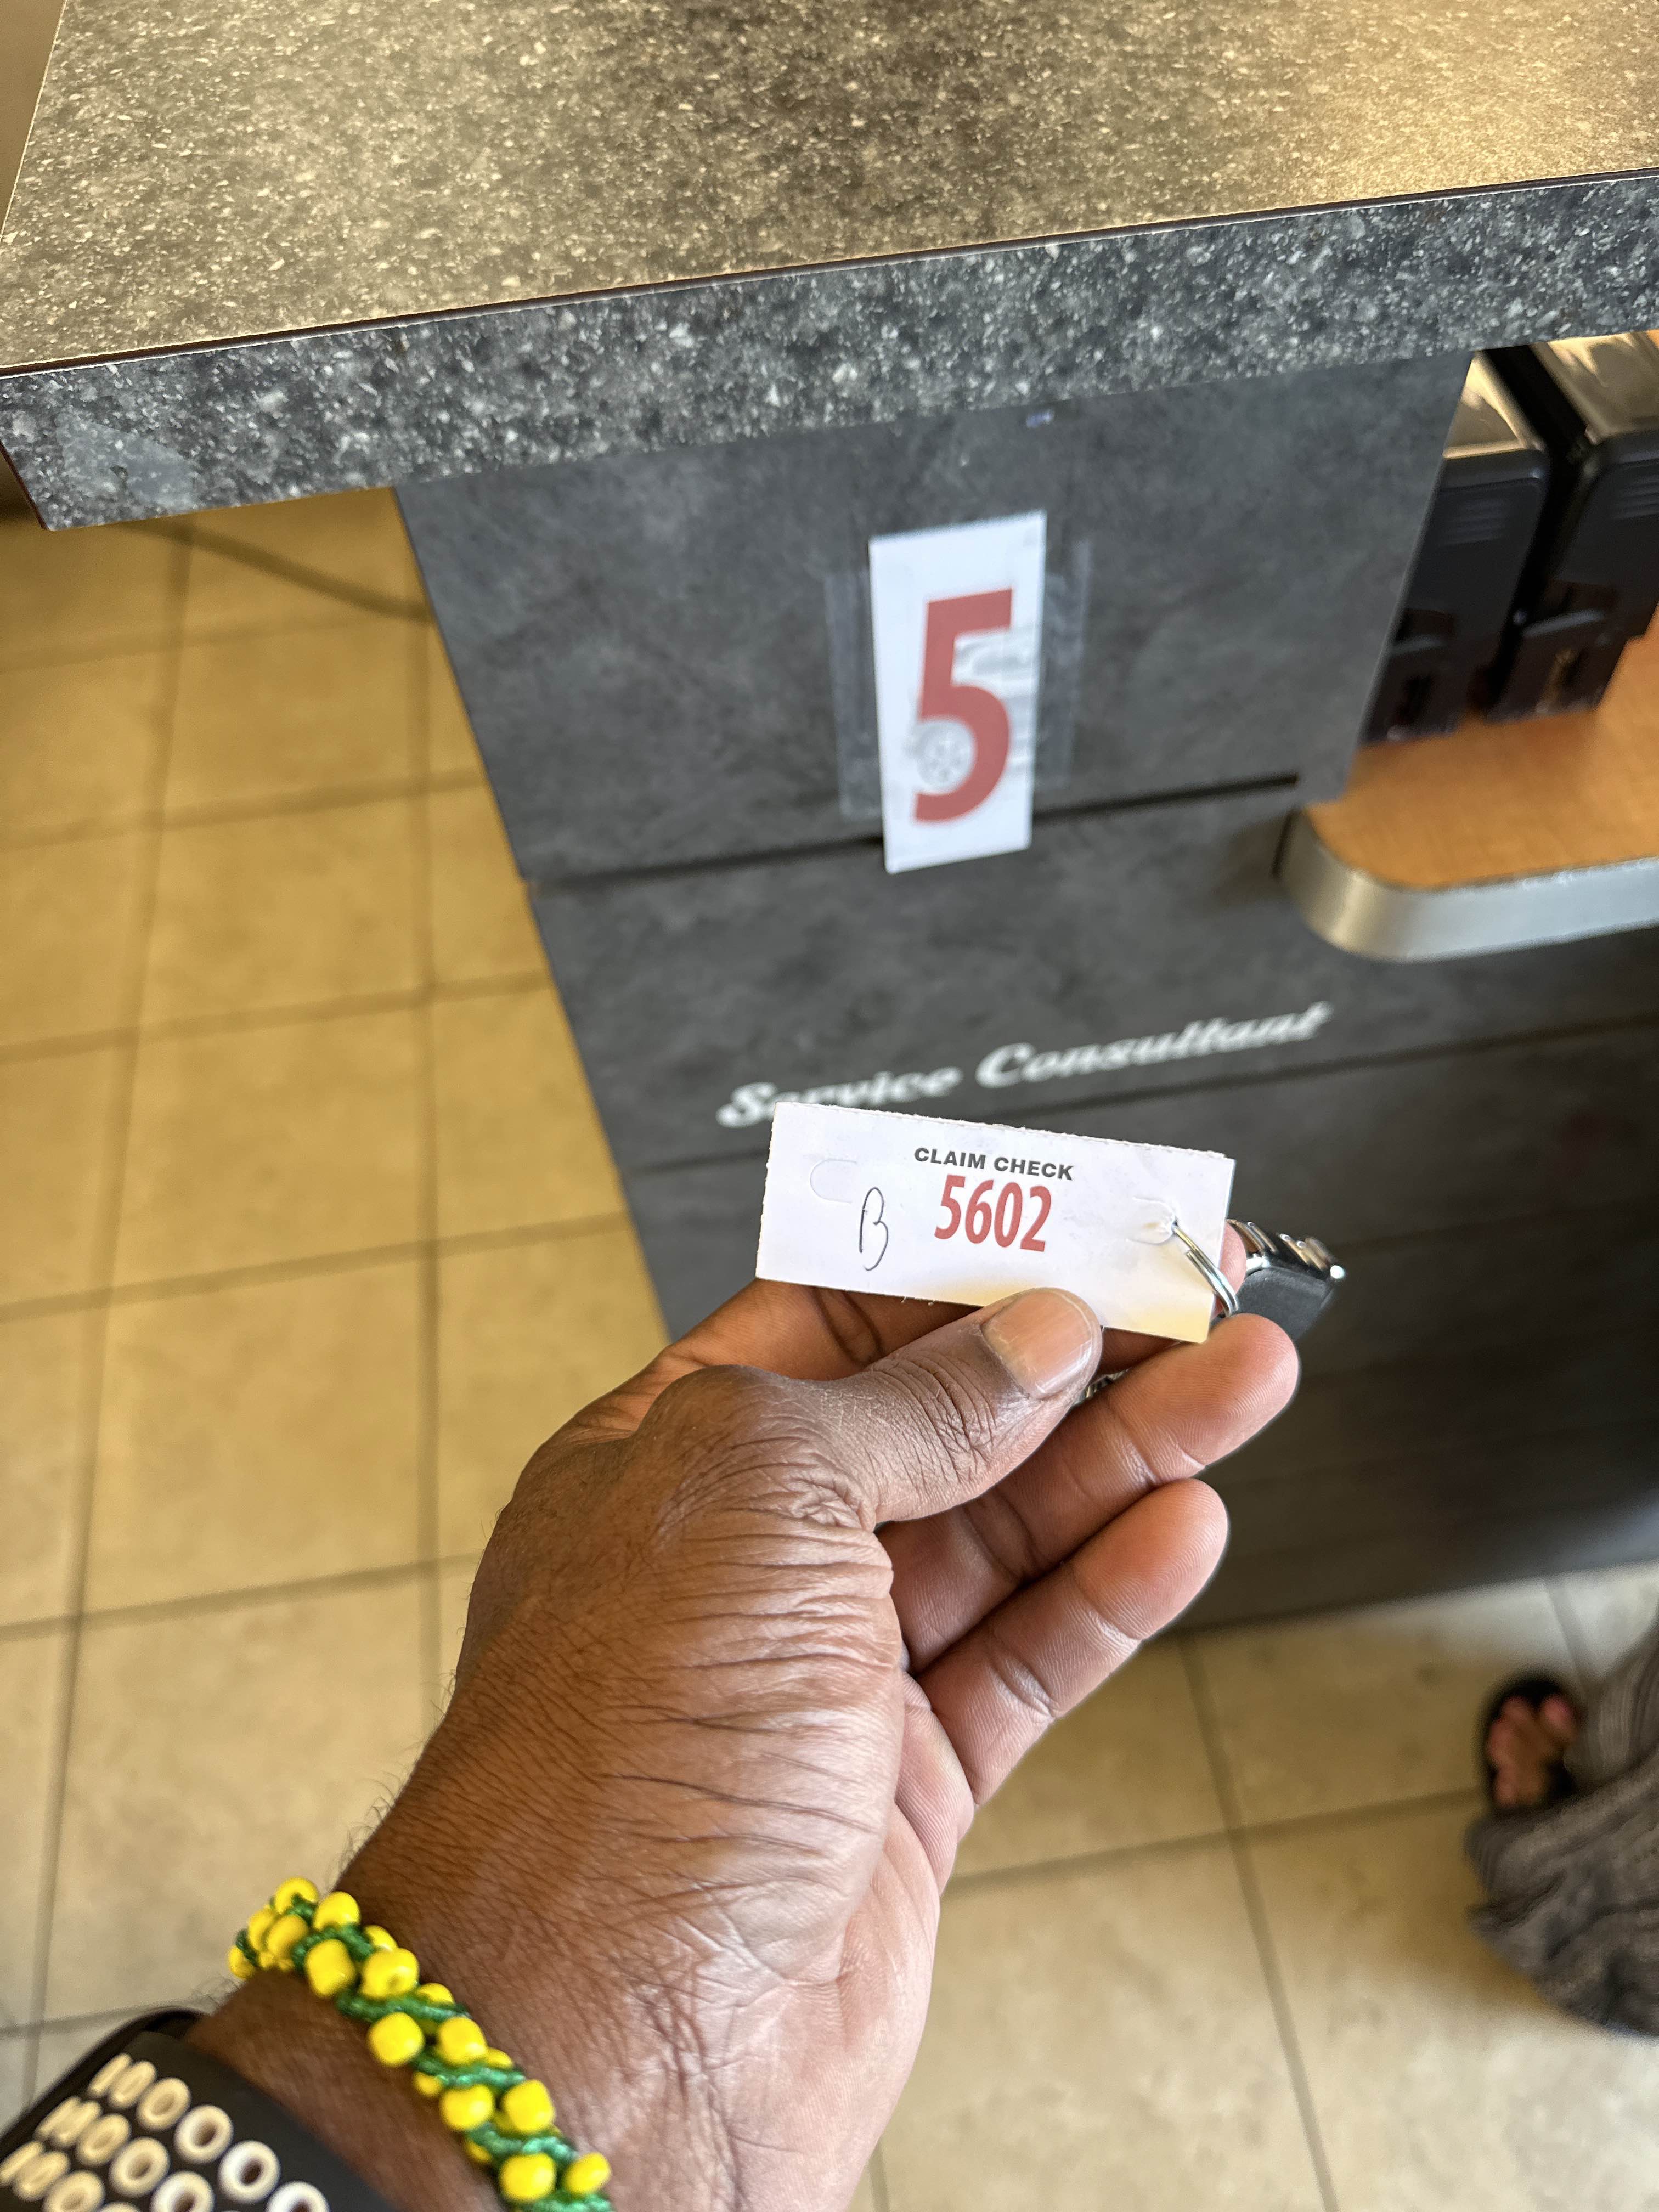 5
Service Consultant
CLAIM CHECK
B 5602